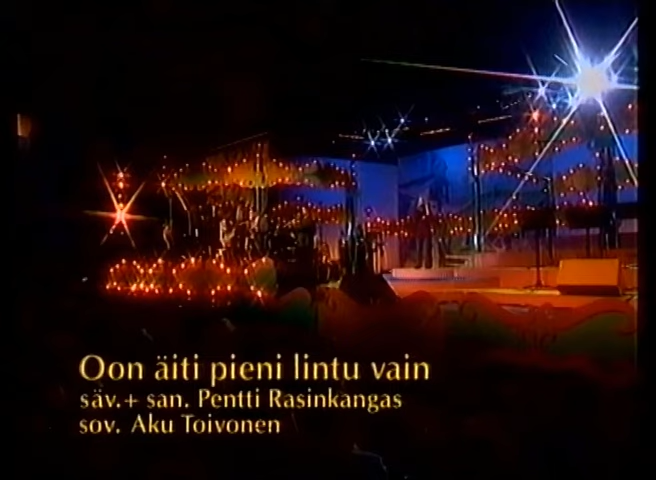 Oon äiti pieni lintu vain
säv.+ san. Pentti Rasinkangas
sov. Aku Toivonen